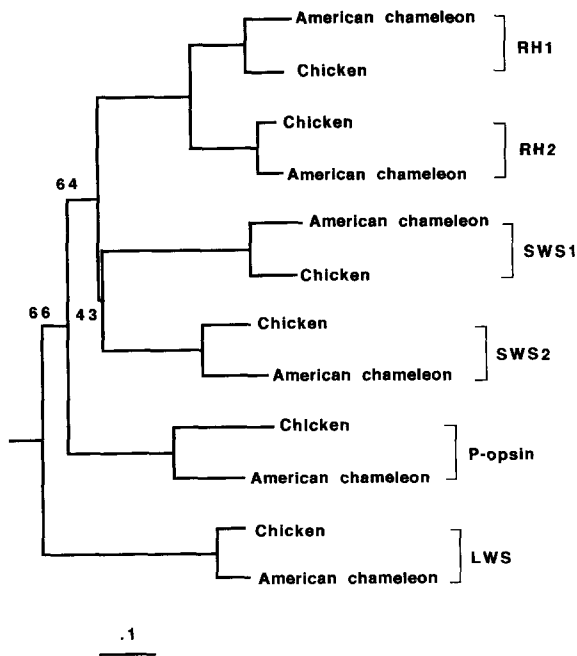 American chameleon
RH1
Chicken
Chicken
RH2
American chameleon
64
American chameleon
SWS1
Chicken
66
43
Chicken
SWS2
American chameleon
Chicken
P-opsin
American chameleon
Chicken
LWS
American chameleon
.1